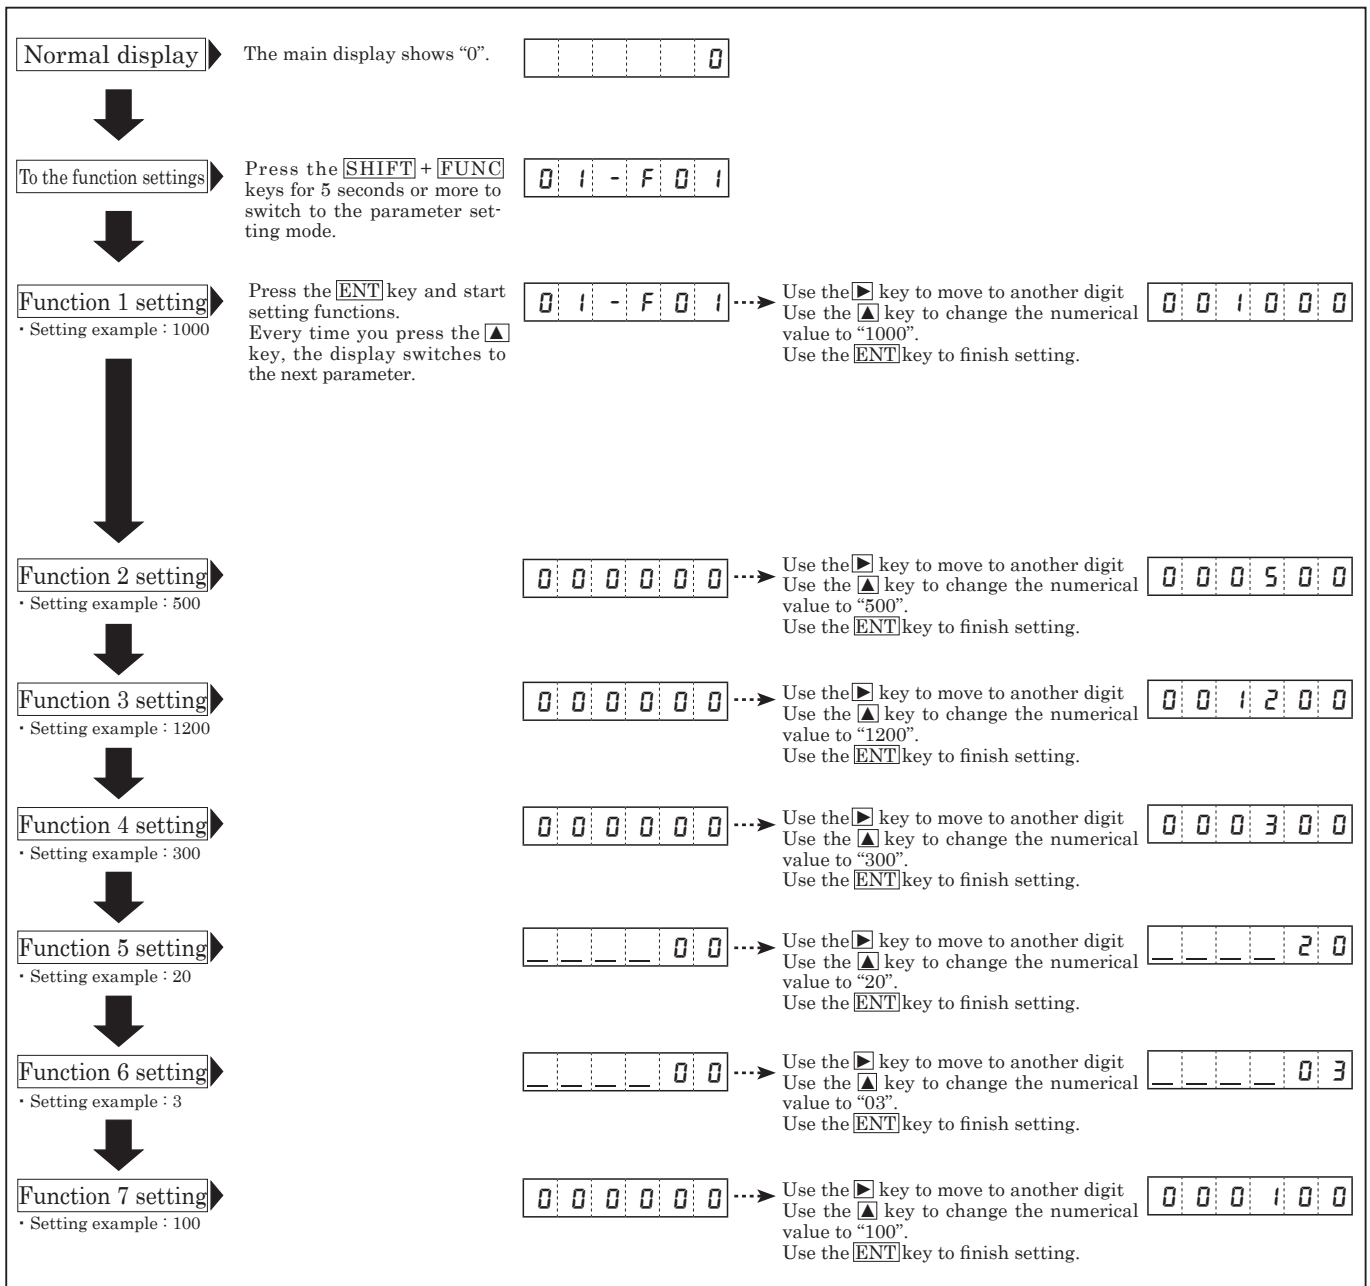 Normal display
The main display shows “0”.
0
To the function settings
Press the SHIFT + FUNC
keys for 5 seconds or more to
switch to the parameter set-
ting mode.
01-F01
Function 1 setting
・Setting example：1000
Press the ENT key and start
setting functions.
Every time you press the ▲
key, the display switches to
the next parameter.
01-F01
Use the ▶ key to move to another digit
Use the ▲ key to change the numerical
value to “1000”.
Use the ENT key to finish setting.
001000
Function 2 setting
・Setting example：500
000000
Use the ▶ key to move to another digit
Use the ▲ key to change the numerical
value to “500”.
Use the ENT key to finish setting.
000500
Function 3 setting
・Setting example：1200
000000
Use the ▶ key to move to another digit
Use the ▲ key to change the numerical
value to “1200”.
Use the ENT key to finish setting.
001200
Function 4 setting
・Setting example：300
000000
Use the ▶ key to move to another digit
Use the ▲ key to change the numerical
value to “300”.
Use the ENT key to finish setting.
000300
Function 5 setting
・Setting example：20
____00
Use the ▶ key to move to another digit
Use the ▲ key to change the numerical
value to “20”.
Use the ENT key to finish setting.
____20
Function 6 setting
・Setting example：3
____00
Use the ▶ key to move to another digit
Use the ▲ key to change the numerical
value to “03”.
Use the ENT key to finish setting.
____03
Function 7 setting
・Setting example：100
000000
Use the ▶ key to move to another digit
Use the ▲ key to change the numerical
value to “100”.
Use the ENT key to finish setting.
000100